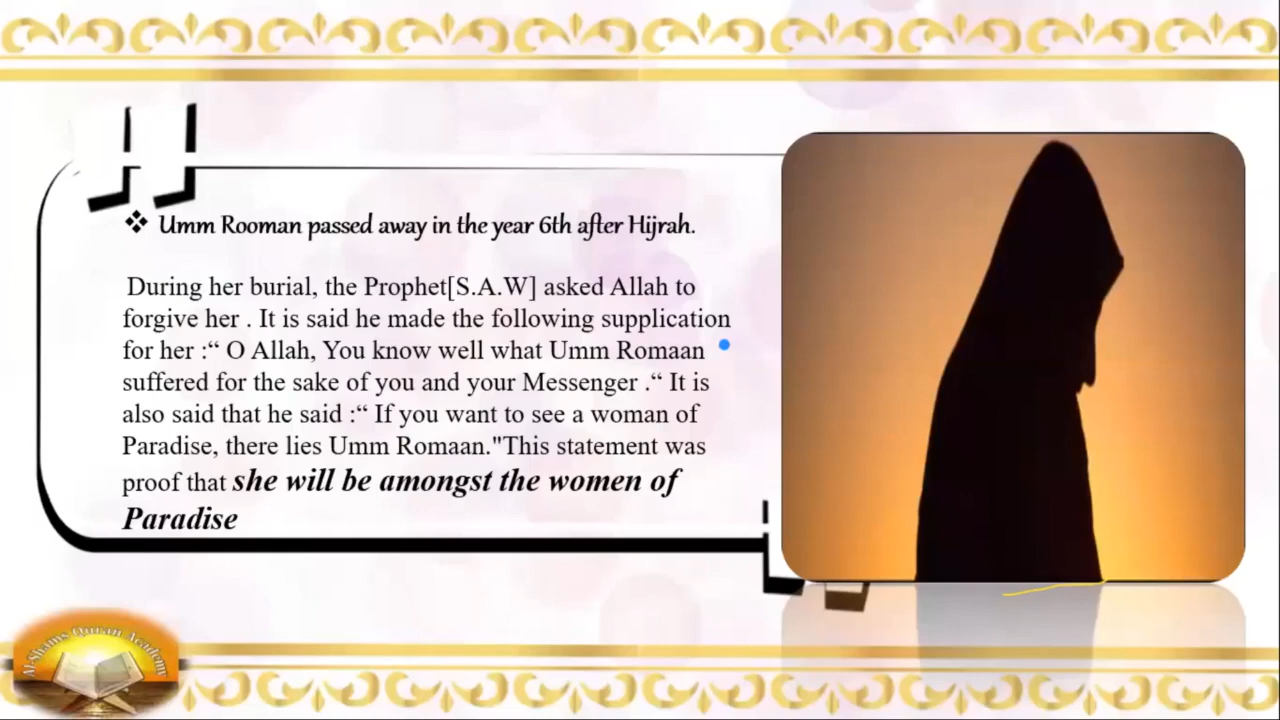 ❖ Umm Rooman passed away in the year 6th after Hijrah.
During her burial, the Prophet[S.A.W] asked Allah to
forgive her . It is said he made the following supplication
for her :“ O Allah, You know well what Umm Romaan
suffered for the sake of you and your Messenger .“ It is
also said that he said :“ If you want to see a woman of
Paradise, there lies Umm Romaan."This statement was
proof that she will be amongst the women of
Paradise
Al-Shams Quran Academy